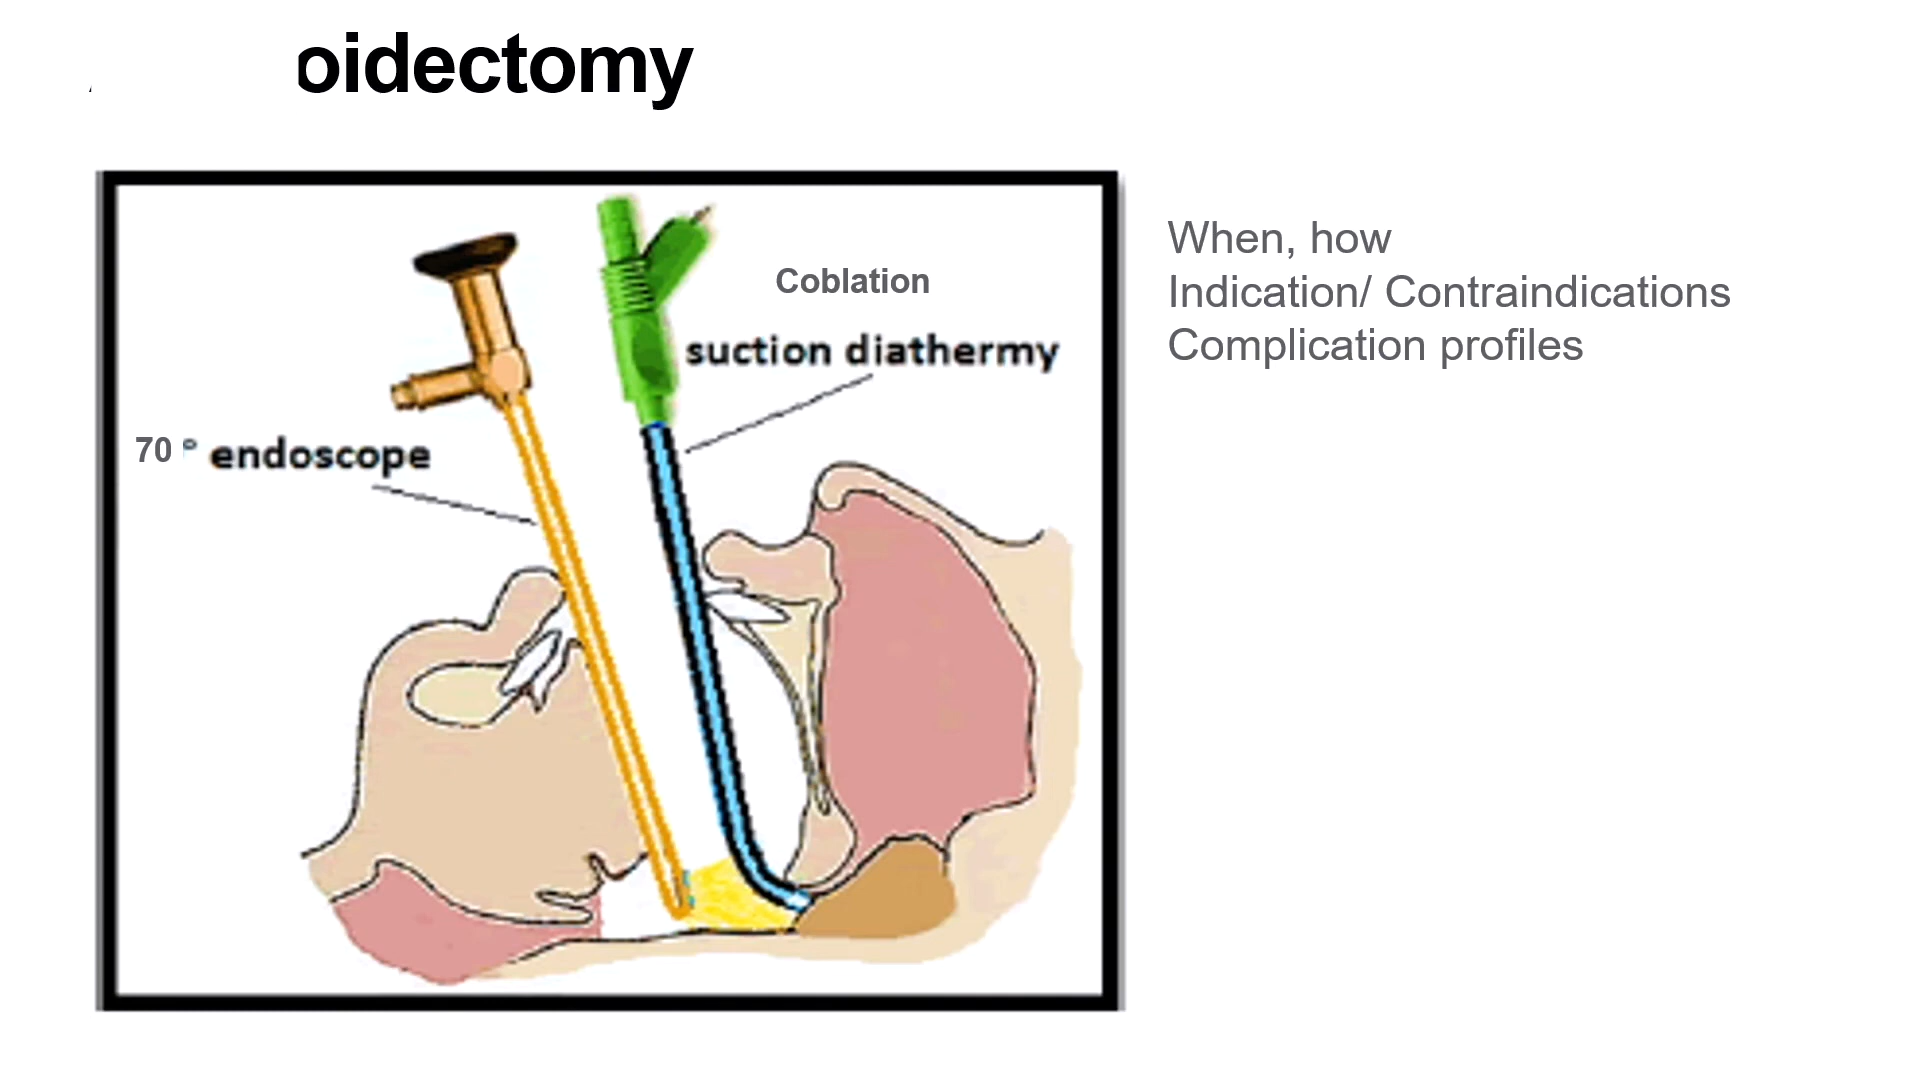 oidectomy
Coblation
suction diathermy
70 ° endoscope
When, how
Indication/ Contraindications
Complication profiles